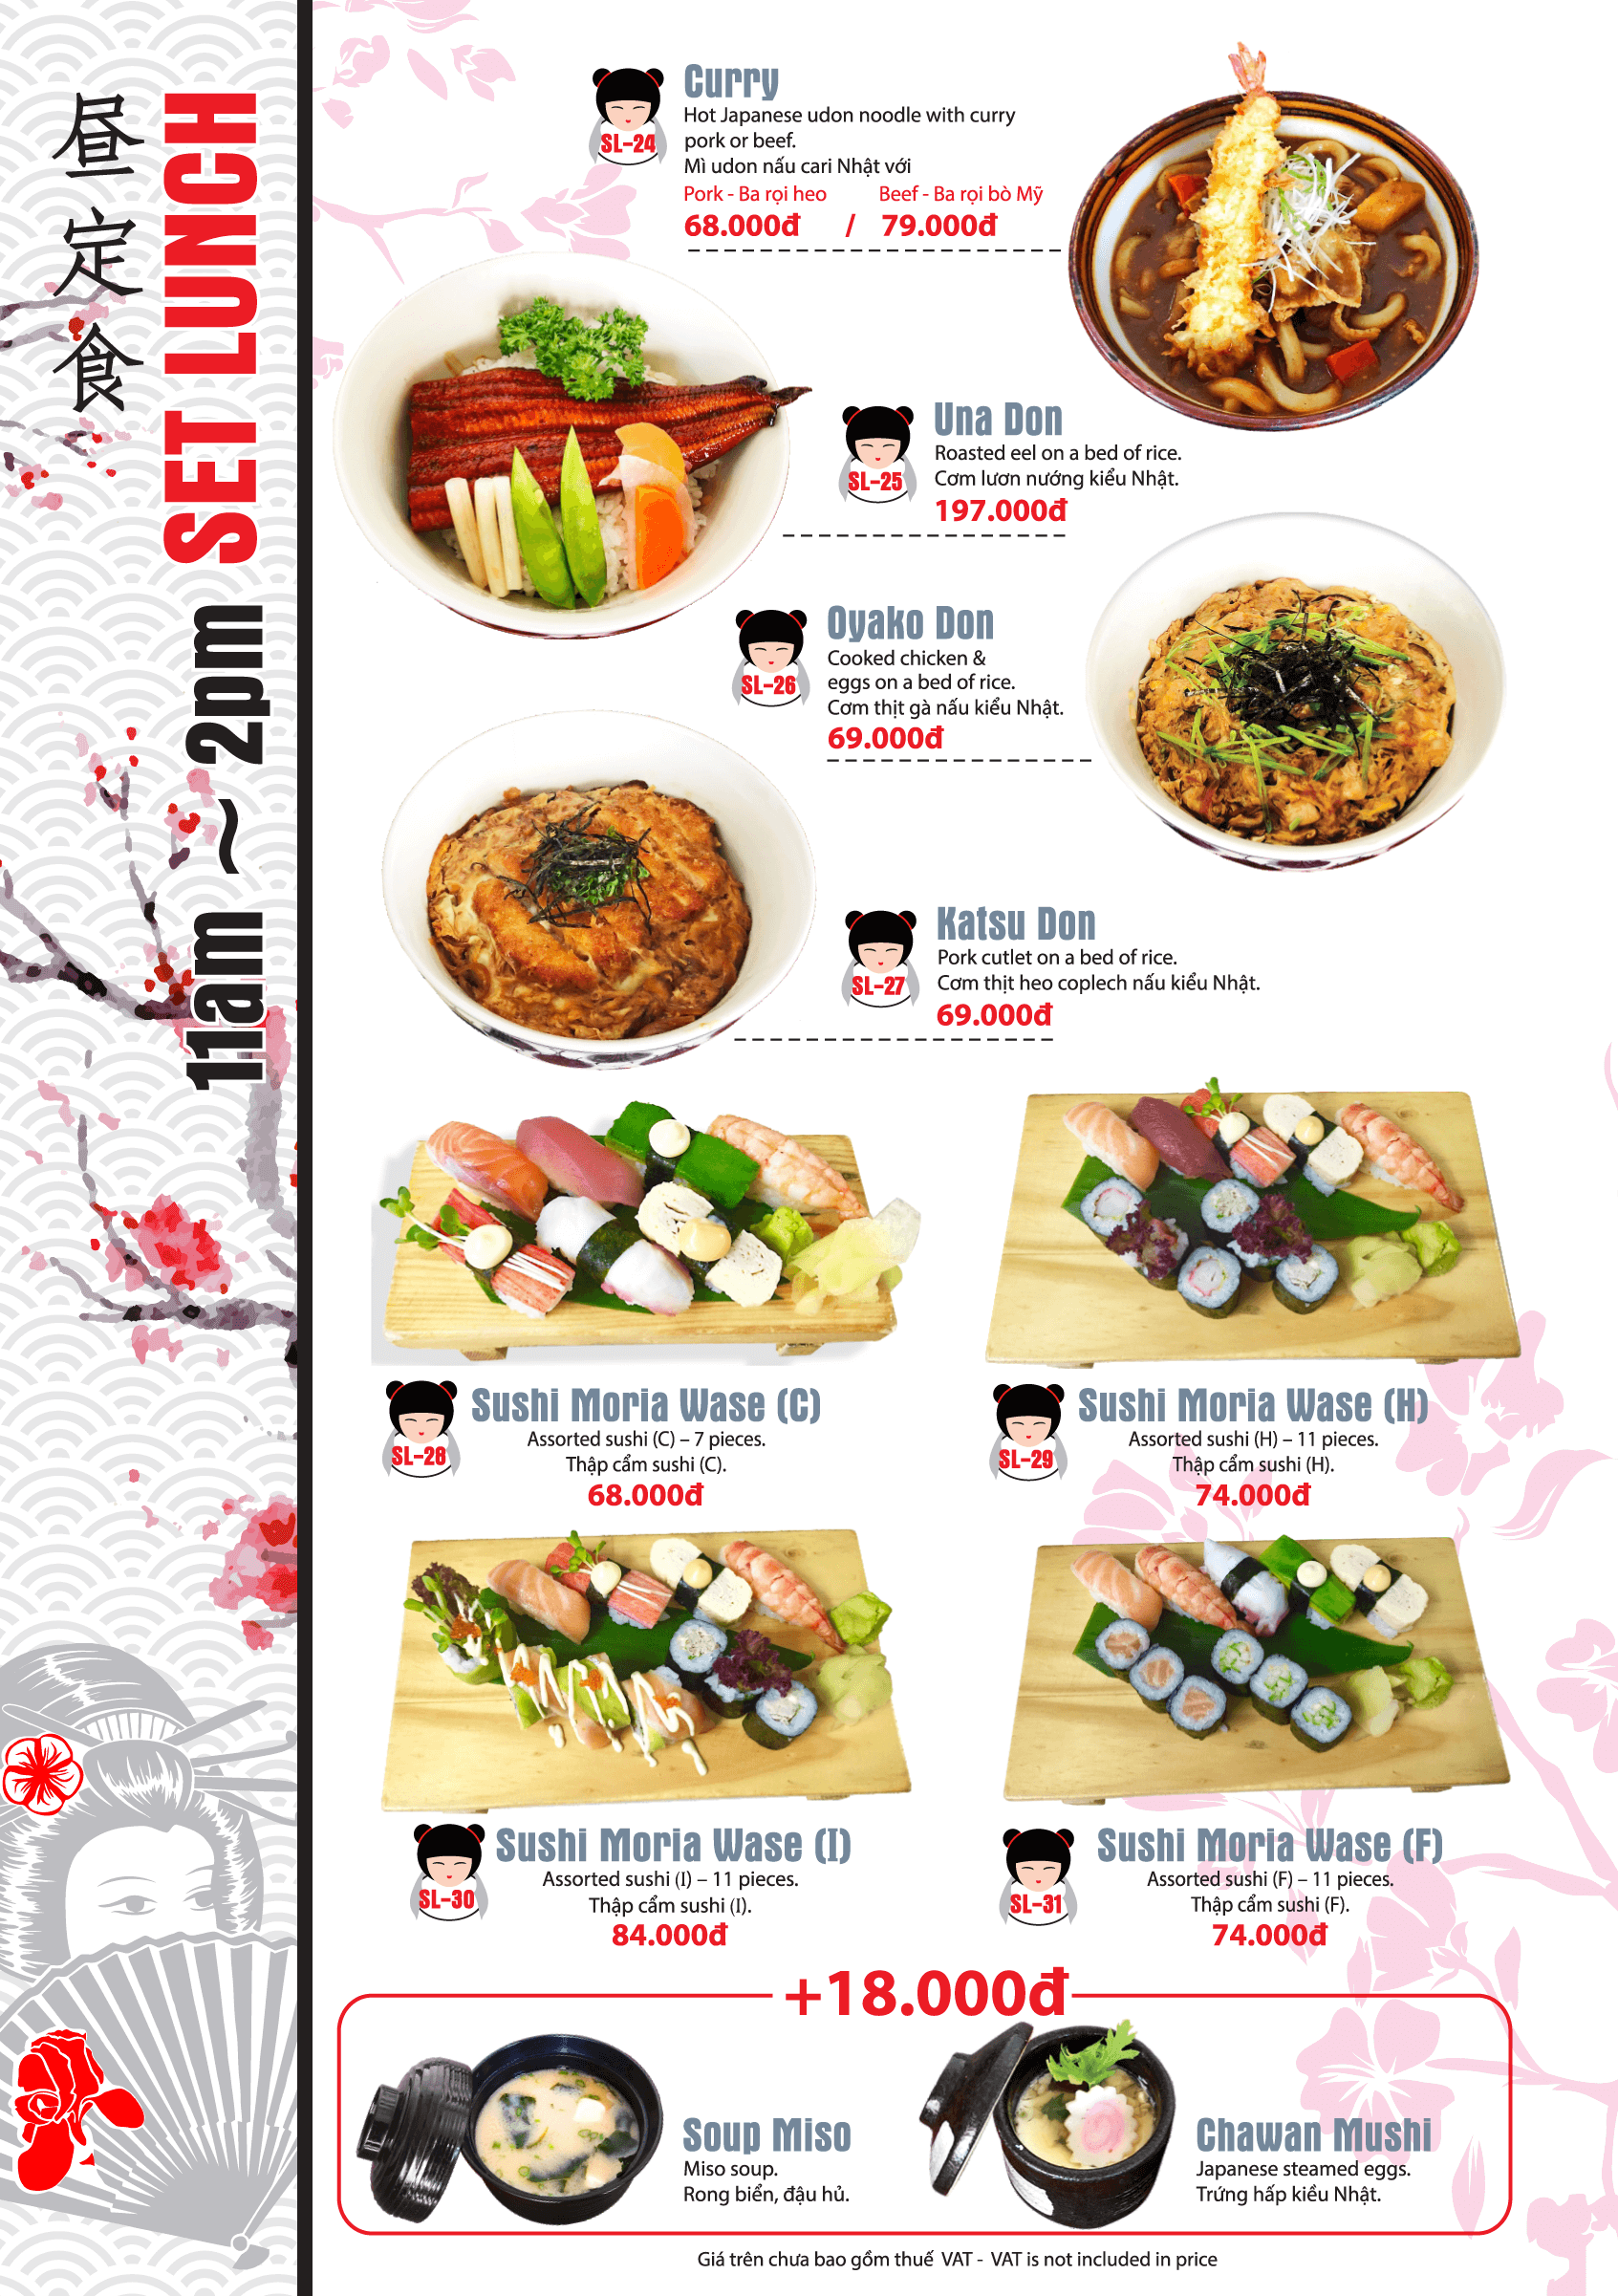 昼定食
SET LUNCH
11am ~ 2pm
SL-24
Curry
Hot Japanese udon noodle with curry
pork or beef.
Mì udon nấu cari Nhật với
Pork - Ba rọi heo Beef - Ba rọi bò Mỹ
68.000đ / 79.000đ
SL-25
Una Don
Roasted eel on a bed of rice.
Cơm lươn nướng kiểu Nhật.
197.000đ
SL-26
Oyako Don
Cooked chicken &
eggs on a bed of rice.
Cơm thịt gà nấu kiểu Nhật.
69.000đ
SL-27
Katsu Don
Pork cutlet on a bed of rice.
Cơm thịt heo coplech nấu kiểu Nhật.
69.000đ
SL-28
Sushi Moria Wase (C)
Assorted sushi (C) – 7 pieces.
Thập cẩm sushi (C).
68.000đ
SL-29
Sushi Moria Wase (H)
Assorted sushi (H) – 11 pieces.
Thập cẩm sushi (H).
74.000đ
SL-30
Sushi Moria Wase (I)
Assorted sushi (I) – 11 pieces.
Thập cẩm sushi (I).
84.000đ
SL-31
Sushi Moria Wase (F)
Assorted sushi (F) – 11 pieces.
Thập cẩm sushi (F).
74.000đ
+18.000đ
Soup Miso
Miso soup.
Rong biển, đậu hủ.
Chawan Mushi
Japanese steamed eggs.
Trứng hấp kiểu Nhật.
Giá trên chưa bao gồm thuế VAT - VAT is not included in price